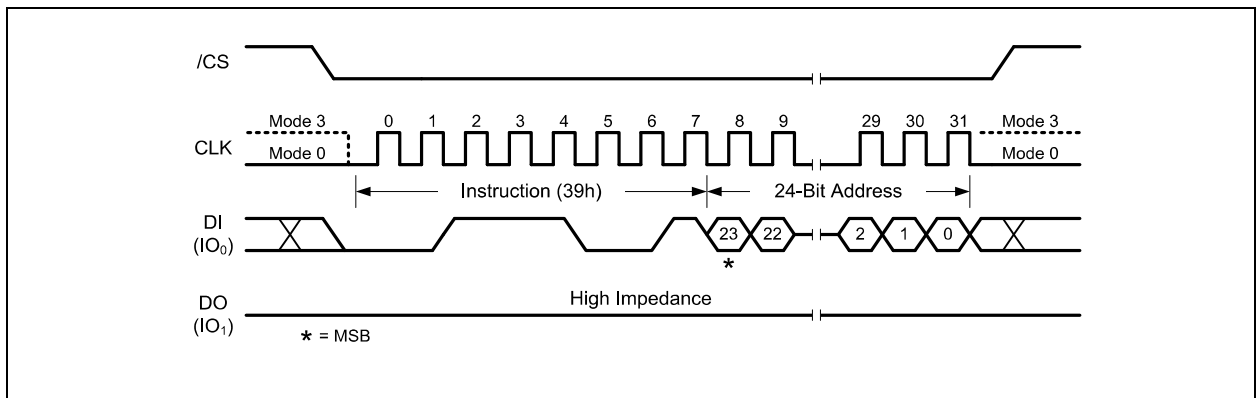 /CS
Mode 3 0 1 2 3 4 5 6 7 8 9 29 30 31 Mode 3
CLK
Mode 0 Mode 0
Instruction (39h) 24-Bit Address
DI
(IO₀)
23 22 2 1 0
*
High Impedance
DO
(IO₁)
* = MSB